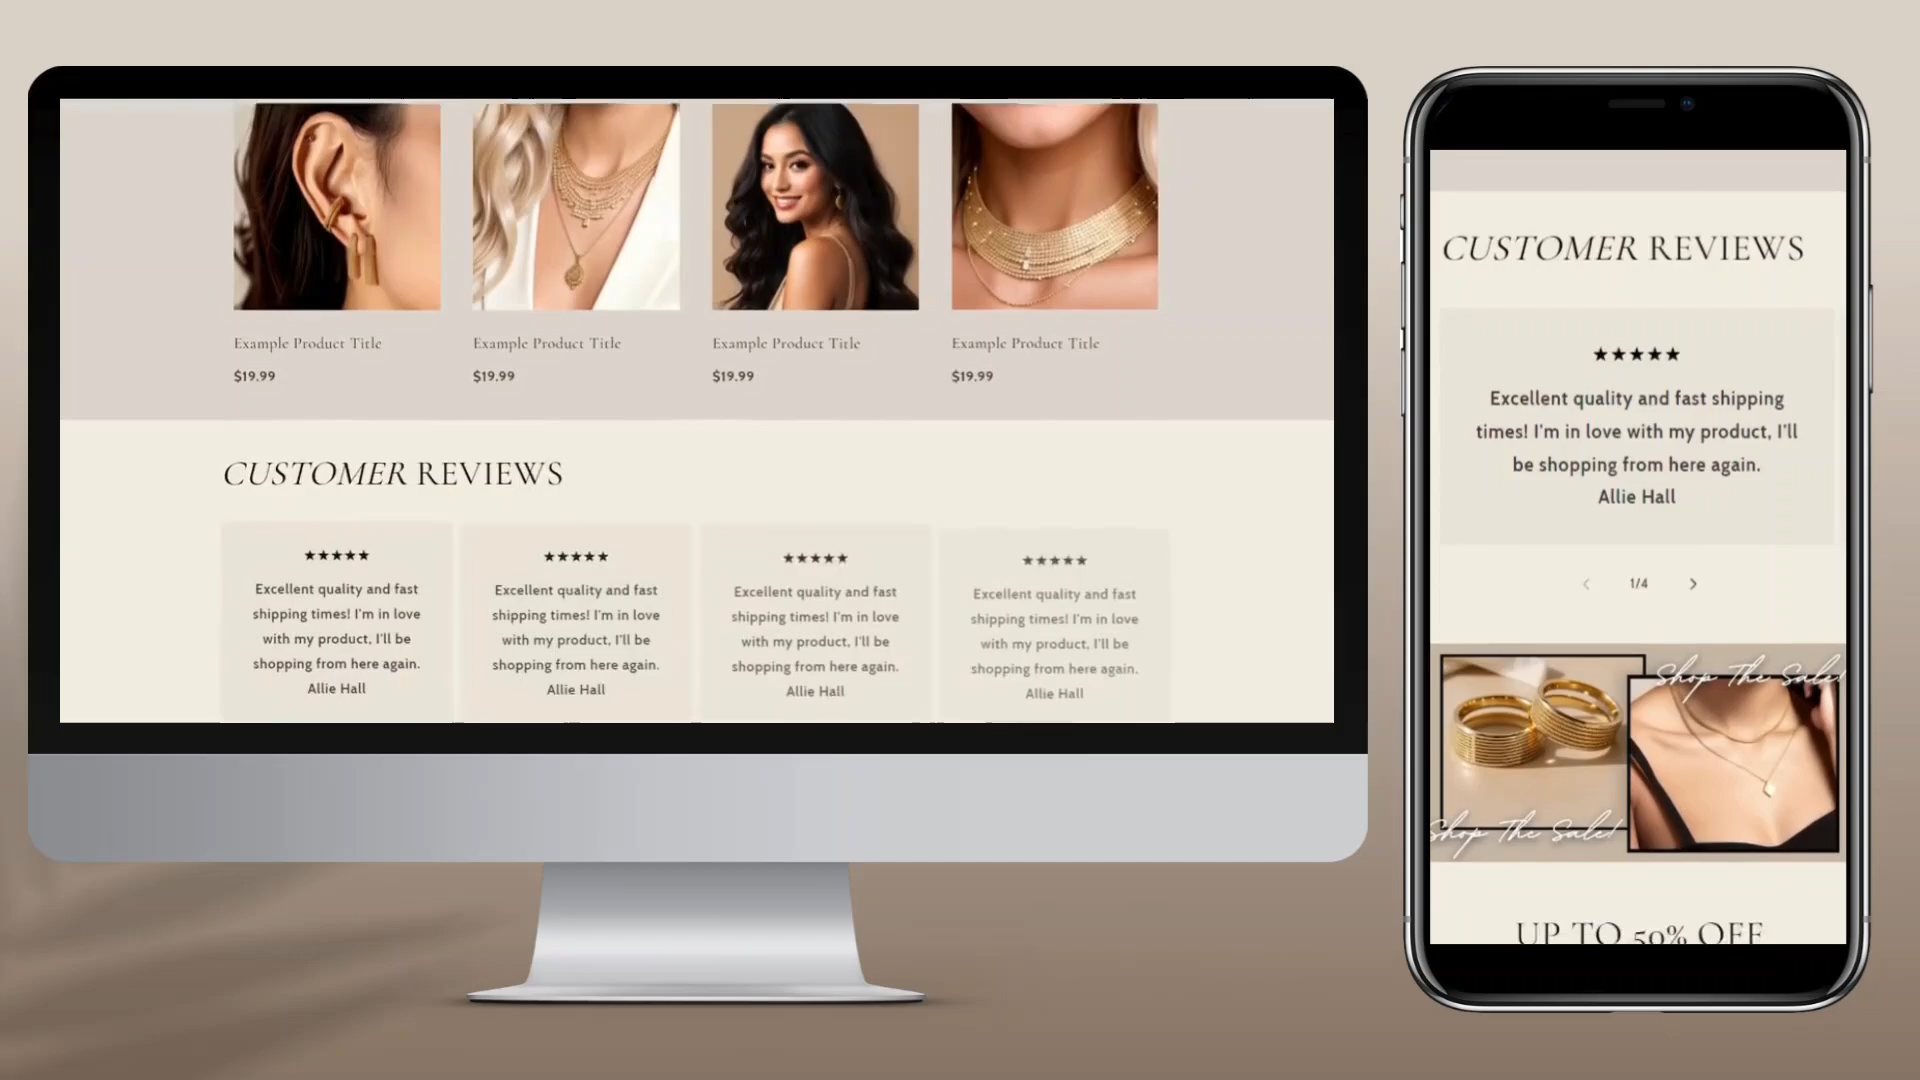 Example Product Title
$19.99
Example Product Title
$19.99
Example Product Title
$19.99
Example Product Title
$19.99
CUSTOMER REVIEWS
★★★★★
Excellent quality and fast
shipping times! I'm in love
with my product, I'll be
shopping from here again.
Allie Hall
★★★★★
Excellent quality and fast
shipping times! I'm in love
with my product, I'll be
shopping from here again.
Allie Hall
★★★★★
Excellent quality and fast
shipping times! I'm in love
with my product, I'll be
shopping from here again.
Allie Hall
★★★★★
Excellent quality and fast
shipping times! I'm in love
with my product, I'll be
shopping from here again.
Allie Hall
CUSTOMER REVIEWS
★★★★★
Excellent quality and fast shipping
times! I'm in love with my product, I'll
be shopping from here again.
Allie Hall
< 1/4 >
Shop The Sale!
Shop The Sale!
UP TO 50% OFF